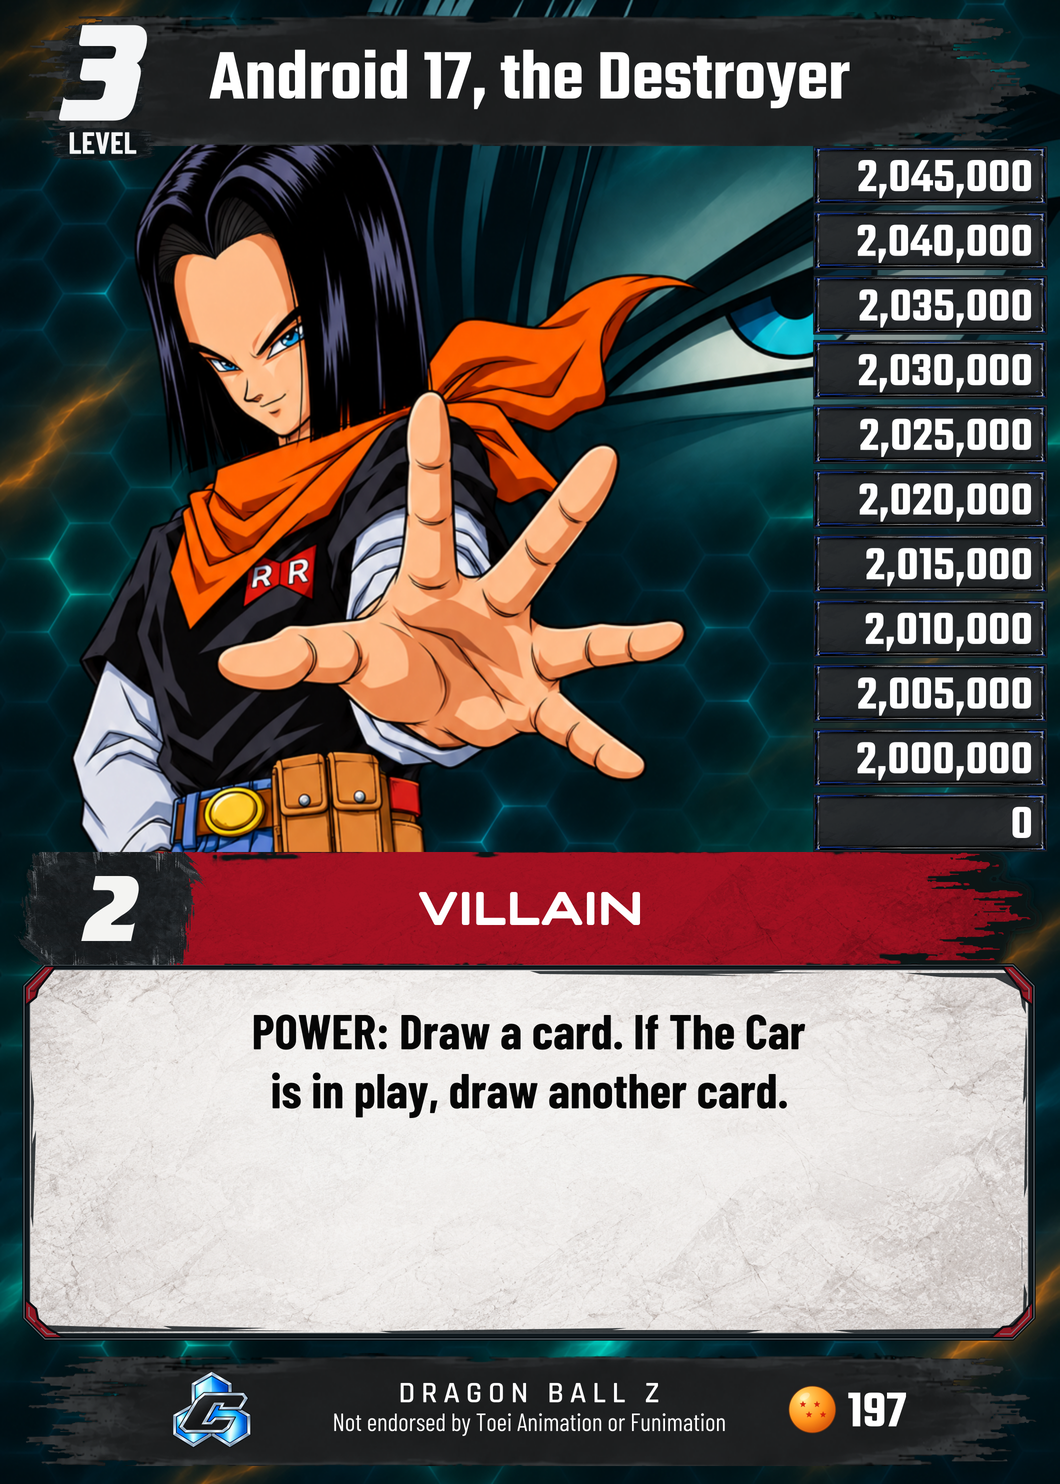 3
LEVEL
Android 17, the Destroyer
2,045,000
2,040,000
2,035,000
2,030,000
2,025,000
2,020,000
2,015,000
2,010,000
2,005,000
2,000,000
0
R R
2
VILLAIN
POWER: Draw a card. If The Car
is in play, draw another card.
G
DRAGON BALL Z
Not endorsed by Toei Animation or Funimation
197